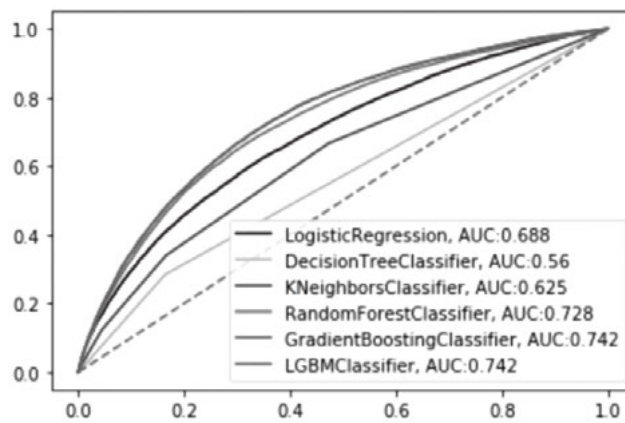 1.0
0.8
0.6
0.4
0.2
0.0
LogisticRegression, AUC:0.688
DecisionTreeClassifier, AUC:0.56
KNeighborsClassifier, AUC:0.625
RandomForestClassifier, AUC:0.728
GradientBoostingClassifier, AUC:0.742
LGBMClassifier, AUC:0.742
0.0 0.2 0.4 0.6 0.8 1.0